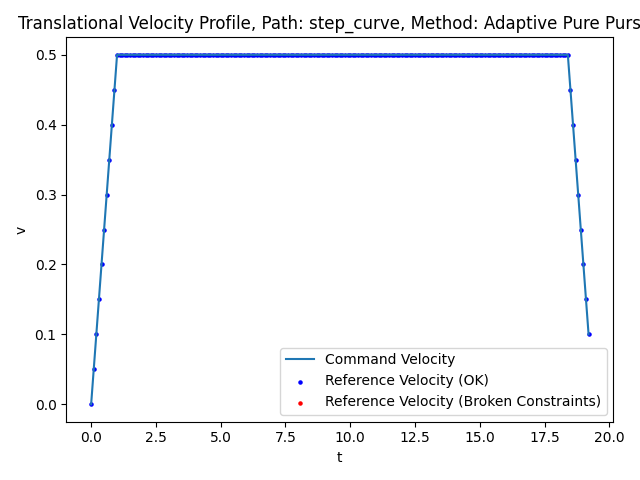 Translational Velocity Profile, Path: step_curve, Method: Adaptive Pure Purs
0.5
0.4
0.3
0.2
0.1
0.0
v
Command Velocity
Reference Velocity (OK)
Reference Velocity (Broken Constraints)
0.0 2.5 5.0 7.5 10.0 12.5 15.0 17.5 20.0
t